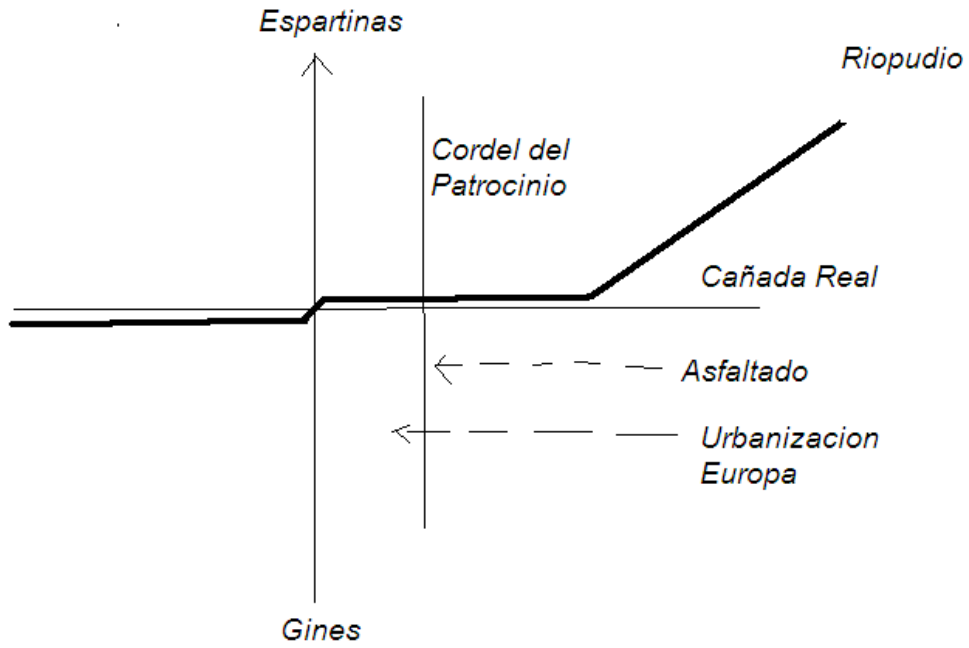 Espartinas
Riopudio
Cordel del
Patrocinio
Cañada Real
Asfaltado
Urbanizacion
Europa
Gines